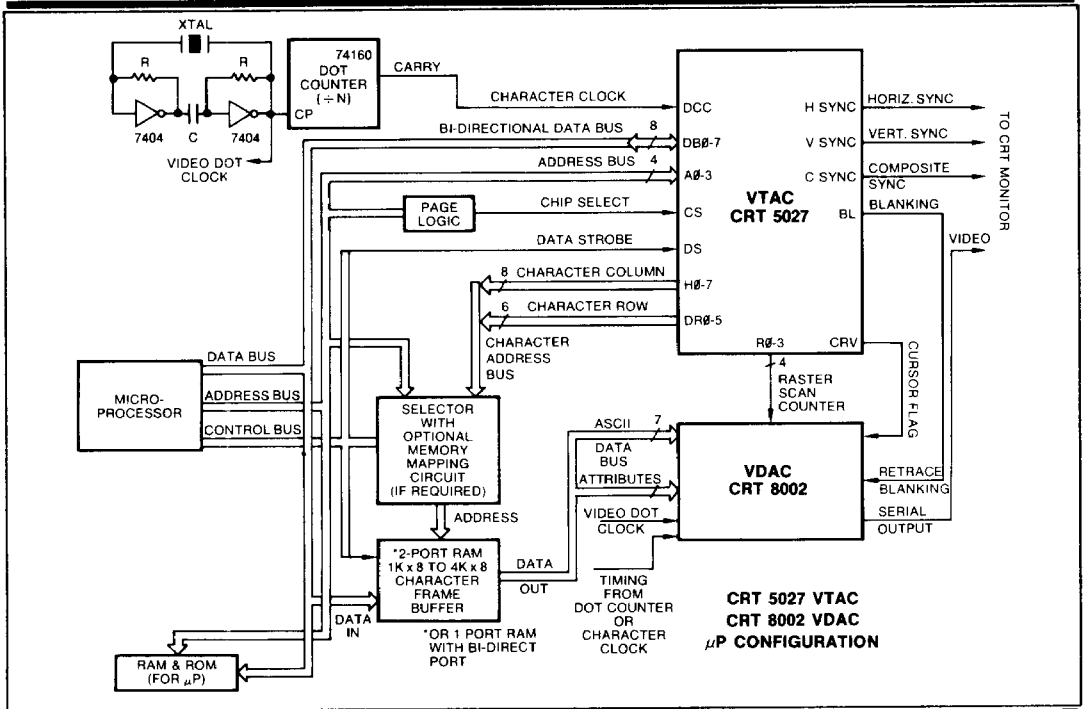 XTAL
R
R
7404
C
7404
VIDEO DOT
CLOCK
74160
DOT
COUNTER
(÷N)
CP
CARRY
CHARACTER CLOCK
BI-DIRECTIONAL DATA BUS
8
ADDRESS BUS
4
PAGE
LOGIC
CHIP SELECT
DATA STROBE
8
CHARACTER COLUMN
6
CHARACTER ROW
CHARACTER
ADDRESS
BUS
DCC
DBØ-7
AØ-3
CS
DS
HØ-7
DRØ-5
VTAC
CRT 5027
H SYNC
V SYNC
C SYNC
BL
RØ-3
CRV
HORIZ. SYNC
VERT. SYNC
COMPOSITE
SYNC
BLANKING
TO CRT MONITOR
VIDEO
4
RASTER
SCAN
COUNTER
CURSOR
FLAG
MICRO-
PROCESSOR
DATA BUS
ADDRESS BUS
CONTROL BUS
SELECTOR
WITH
OPTIONAL
MEMORY
MAPPING
CIRCUIT
(IF REQUIRED)
ADDRESS
*2-PORT RAM
1K x 8 TO 4K x 8
CHARACTER
FRAME
BUFFER
DATA
OUT
DATA
IN
*OR 1 PORT RAM
WITH BI-DIRECT
PORT
RAM & ROM
(FOR µP)
ASCII
7
DATA
BUS
ATTRIBUTES
VIDEO DOT
CLOCK
TIMING
FROM
DOT COUNTER
OR
CHARACTER
CLOCK
VDAC
CRT 8002
RETRACE
BLANKING
SERIAL
OUTPUT
CRT 5027 VTAC
CRT 8002 VDAC
µP CONFIGURATION